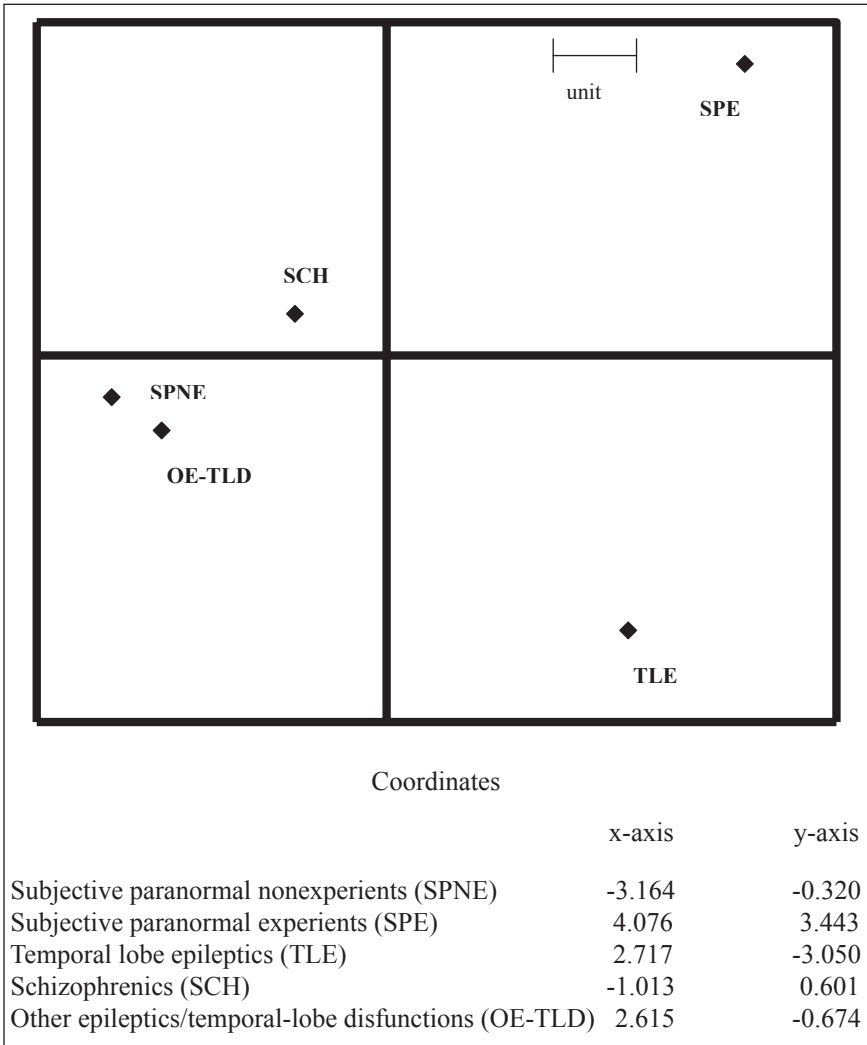 unit
SPE
SCH
SPNE
OE-TLD
TLE
Coordinates
x-axis y-axis
Subjective paranormal nonexperients (SPNE) -3.164 -0.320
Subjective paranormal experients (SPE) 4.076 3.443
Temporal lobe epileptics (TLE) 2.717 -3.050
Schizophrenics (SCH) -1.013 0.601
Other epileptics/temporal-lobe disfunctions (OE-TLD) 2.615 -0.674